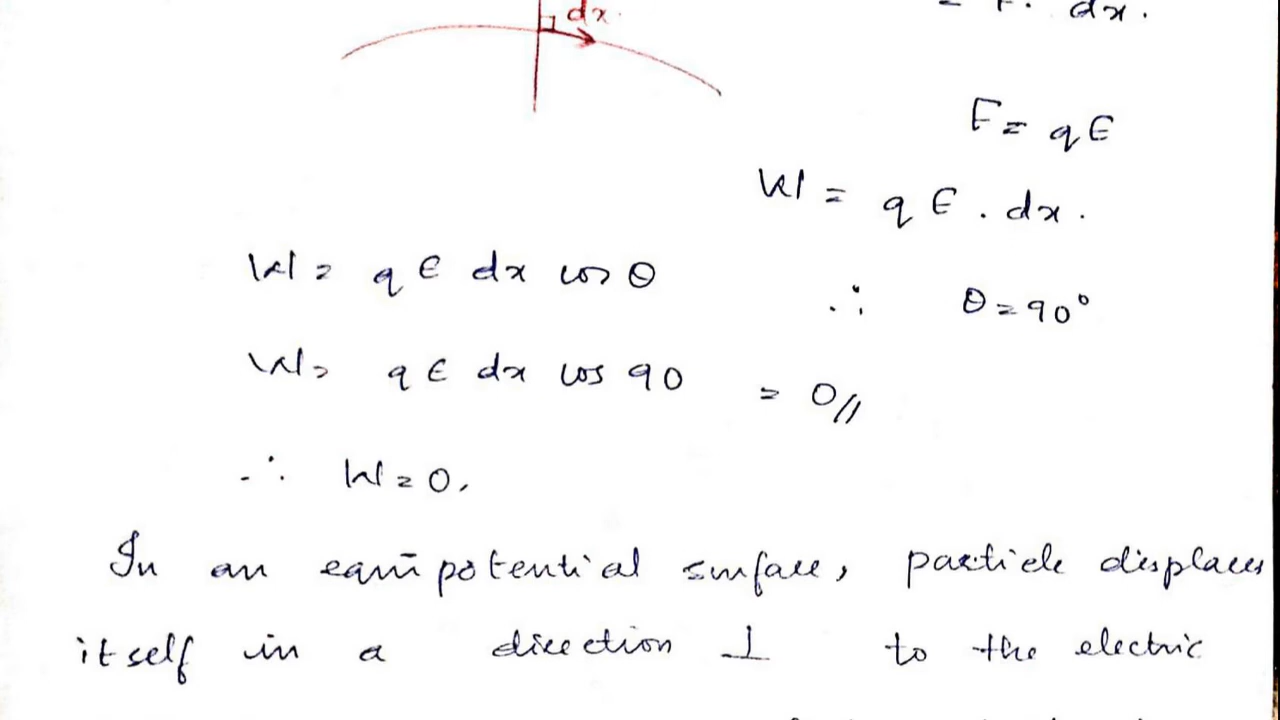 dx.
= F. dx.
F = qE
W = qE . dx.
W = qE dx cos θ
∴ θ = 90°
W = qE dx cos 90 = 0//
∴ W = 0,
In an equipotential surface, particle displaces
itself in a direction ⊥ to the electric